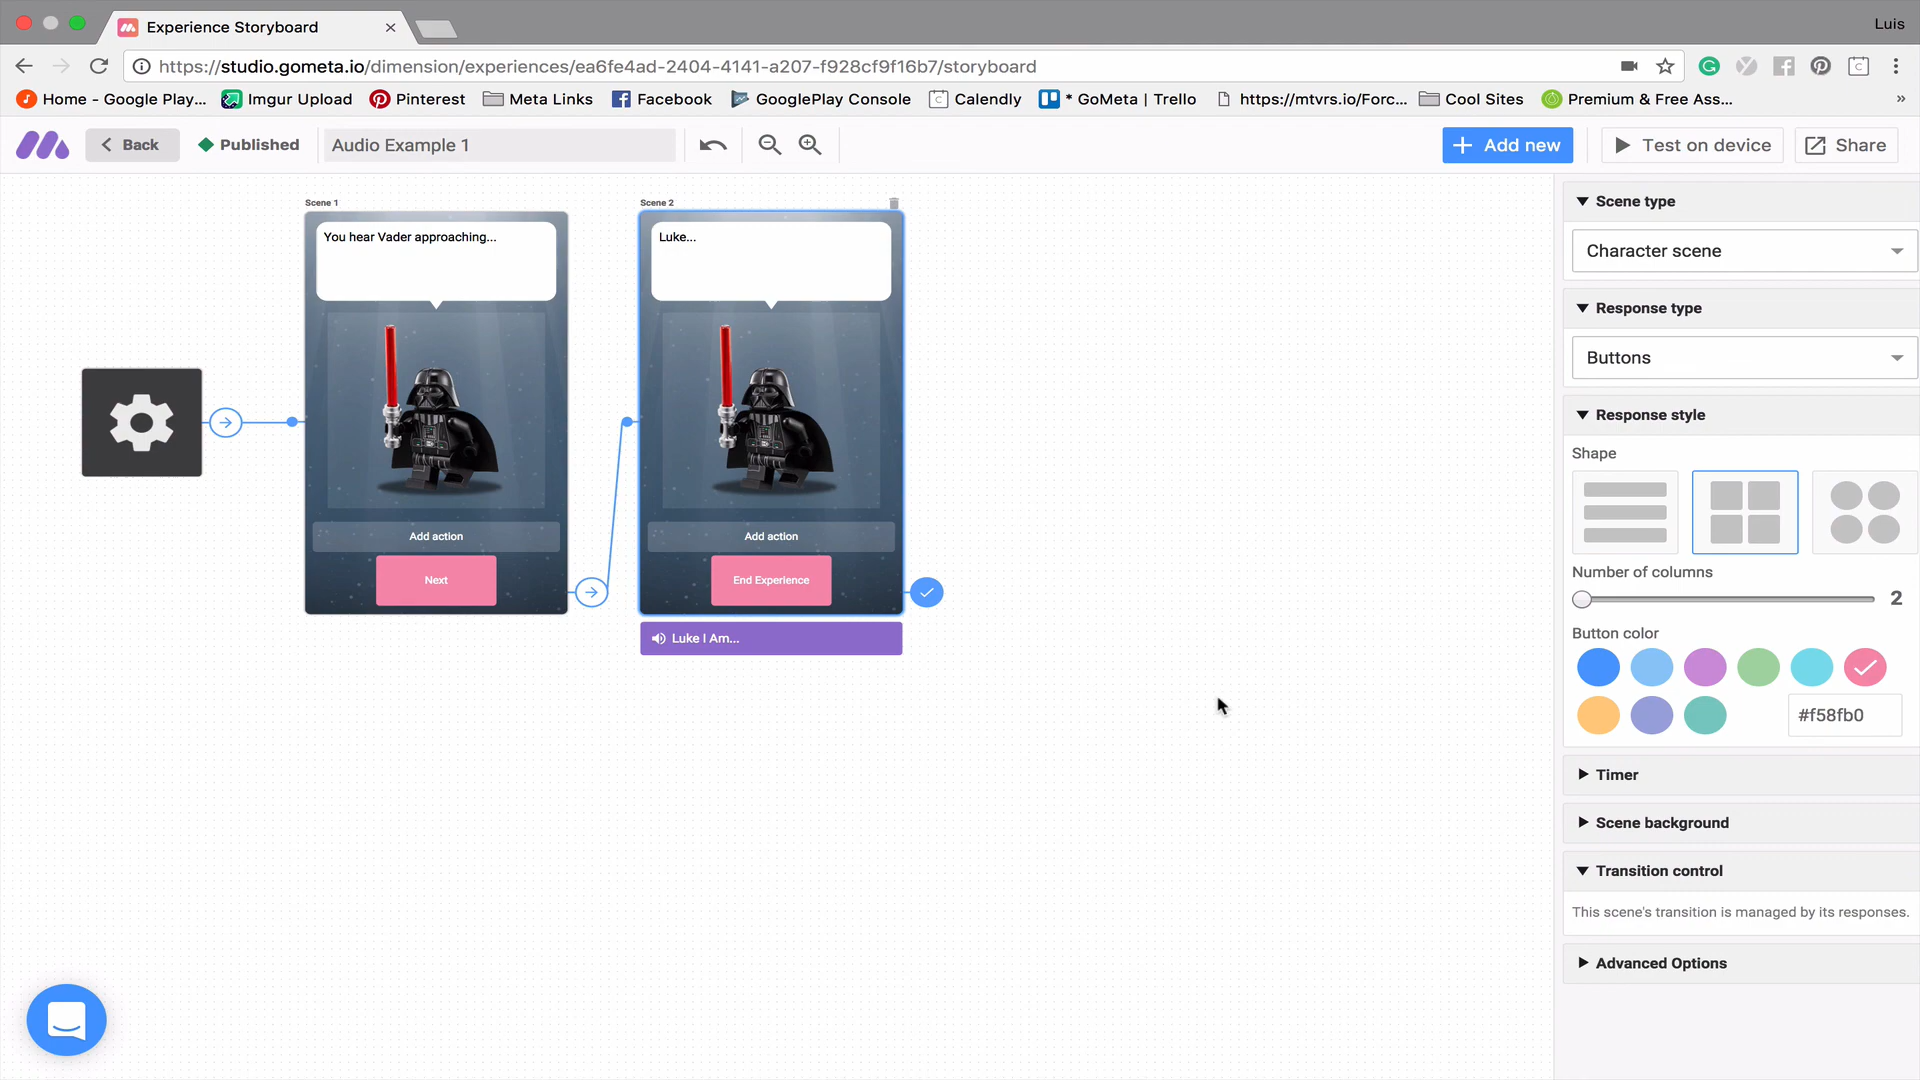 Experience Storyboard
Luis
https://studio.gometa.io/dimension/experiences/ea6fe4ad-2404-4141-a207-f928cf9f16b7/storyboard
Home - Google Play... Imgur Upload Pinterest Meta Links Facebook GooglePlay Console Calendly * GoMeta | Trello https://mtvrs.io/Forc... Cool Sites Premium & Free Ass... »
Back Published Audio Example 1 Add new Test on device Share
Scene 1
Scene 2
You hear Vader approaching...
Luke...
Add action
Add action
Next
End Experience
Luke I Am...
Scene type
Character scene
Response type
Buttons
Response style
Shape
Number of columns
2
Button color
#f58fb0
Timer
Scene background
Transition control
This scene's transition is managed by its responses.
Advanced Options